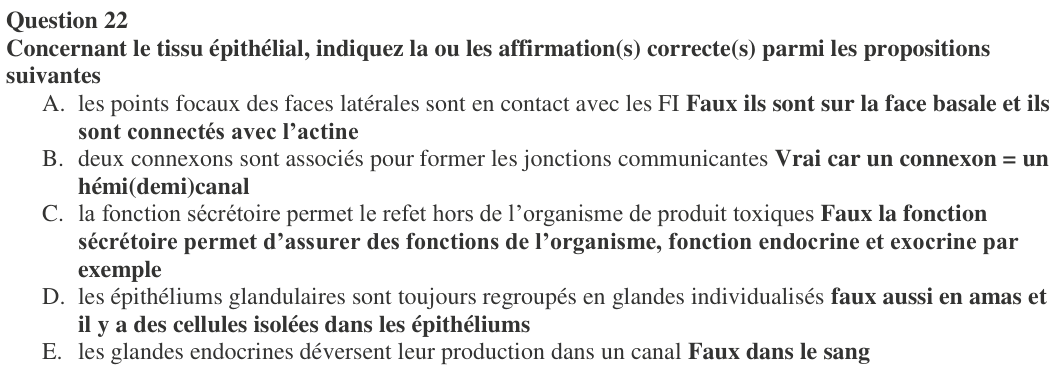 Question 22
Concernant le tissu épithélial, indiquez la ou les affirmation(s) correcte(s) parmi les propositions
suivantes
A. les points focaux des faces latérales sont en contact avec les FI Faux ils sont sur la face basale et ils
sont connectés avec l'actine
B. deux connexons sont associés pour former les jonctions communicantes Vrai car un connexon = un
hémi(demi)canal
C. la fonction sécrétoire permet le refet hors de l'organisme de produit toxiques Faux la fonction
sécrétoire permet d'assurer des fonctions de l'organisme, fonction endocrine et exocrine par
exemple
D. les épithéliums glandulaires sont toujours regroupés en glandes individualisés faux aussi en amas et
il y a des cellules isolées dans les épithéliums
E. les glandes endocrines déversent leur production dans un canal Faux dans le sang